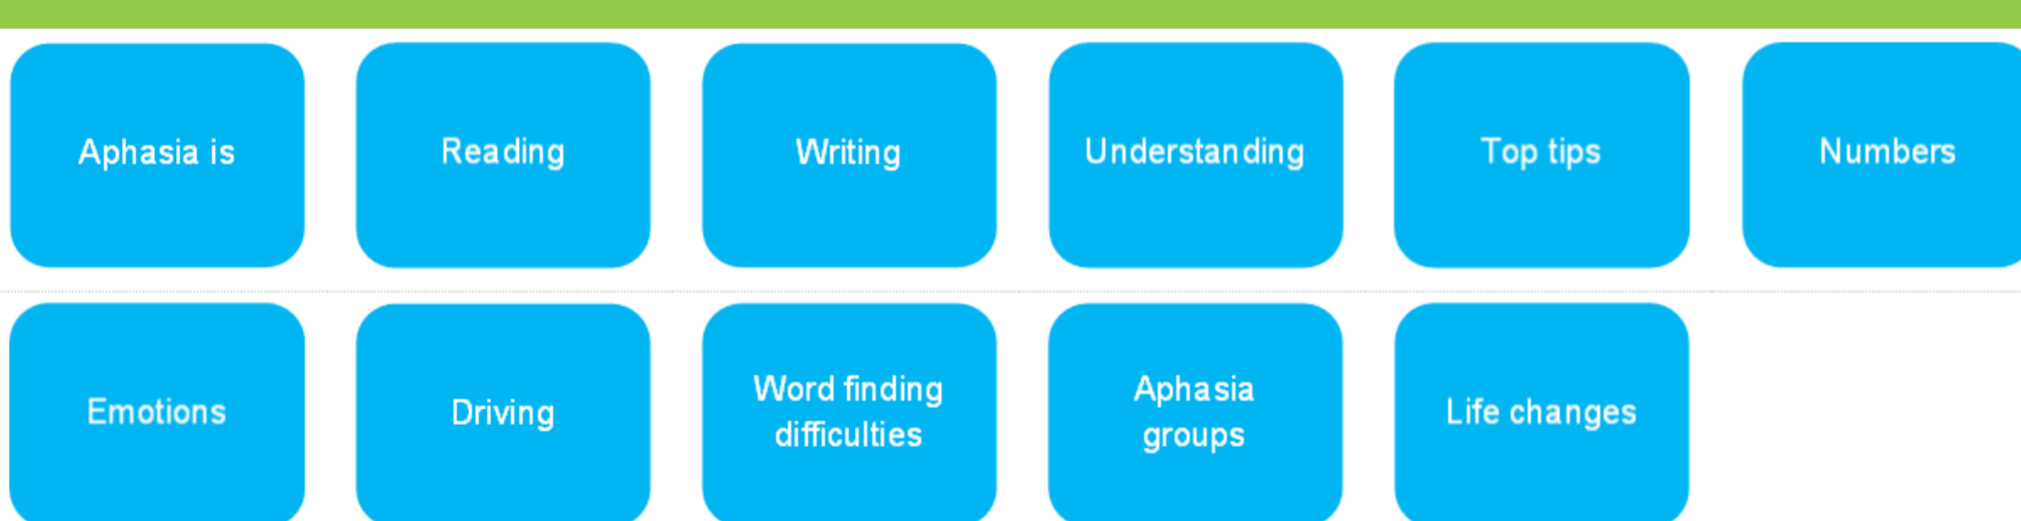 Aphasia is
Reading
Writing
Understanding
Top tips
Numbers
Emotions
Driving
Word finding
difficulties
Aphasia
groups
Life changes